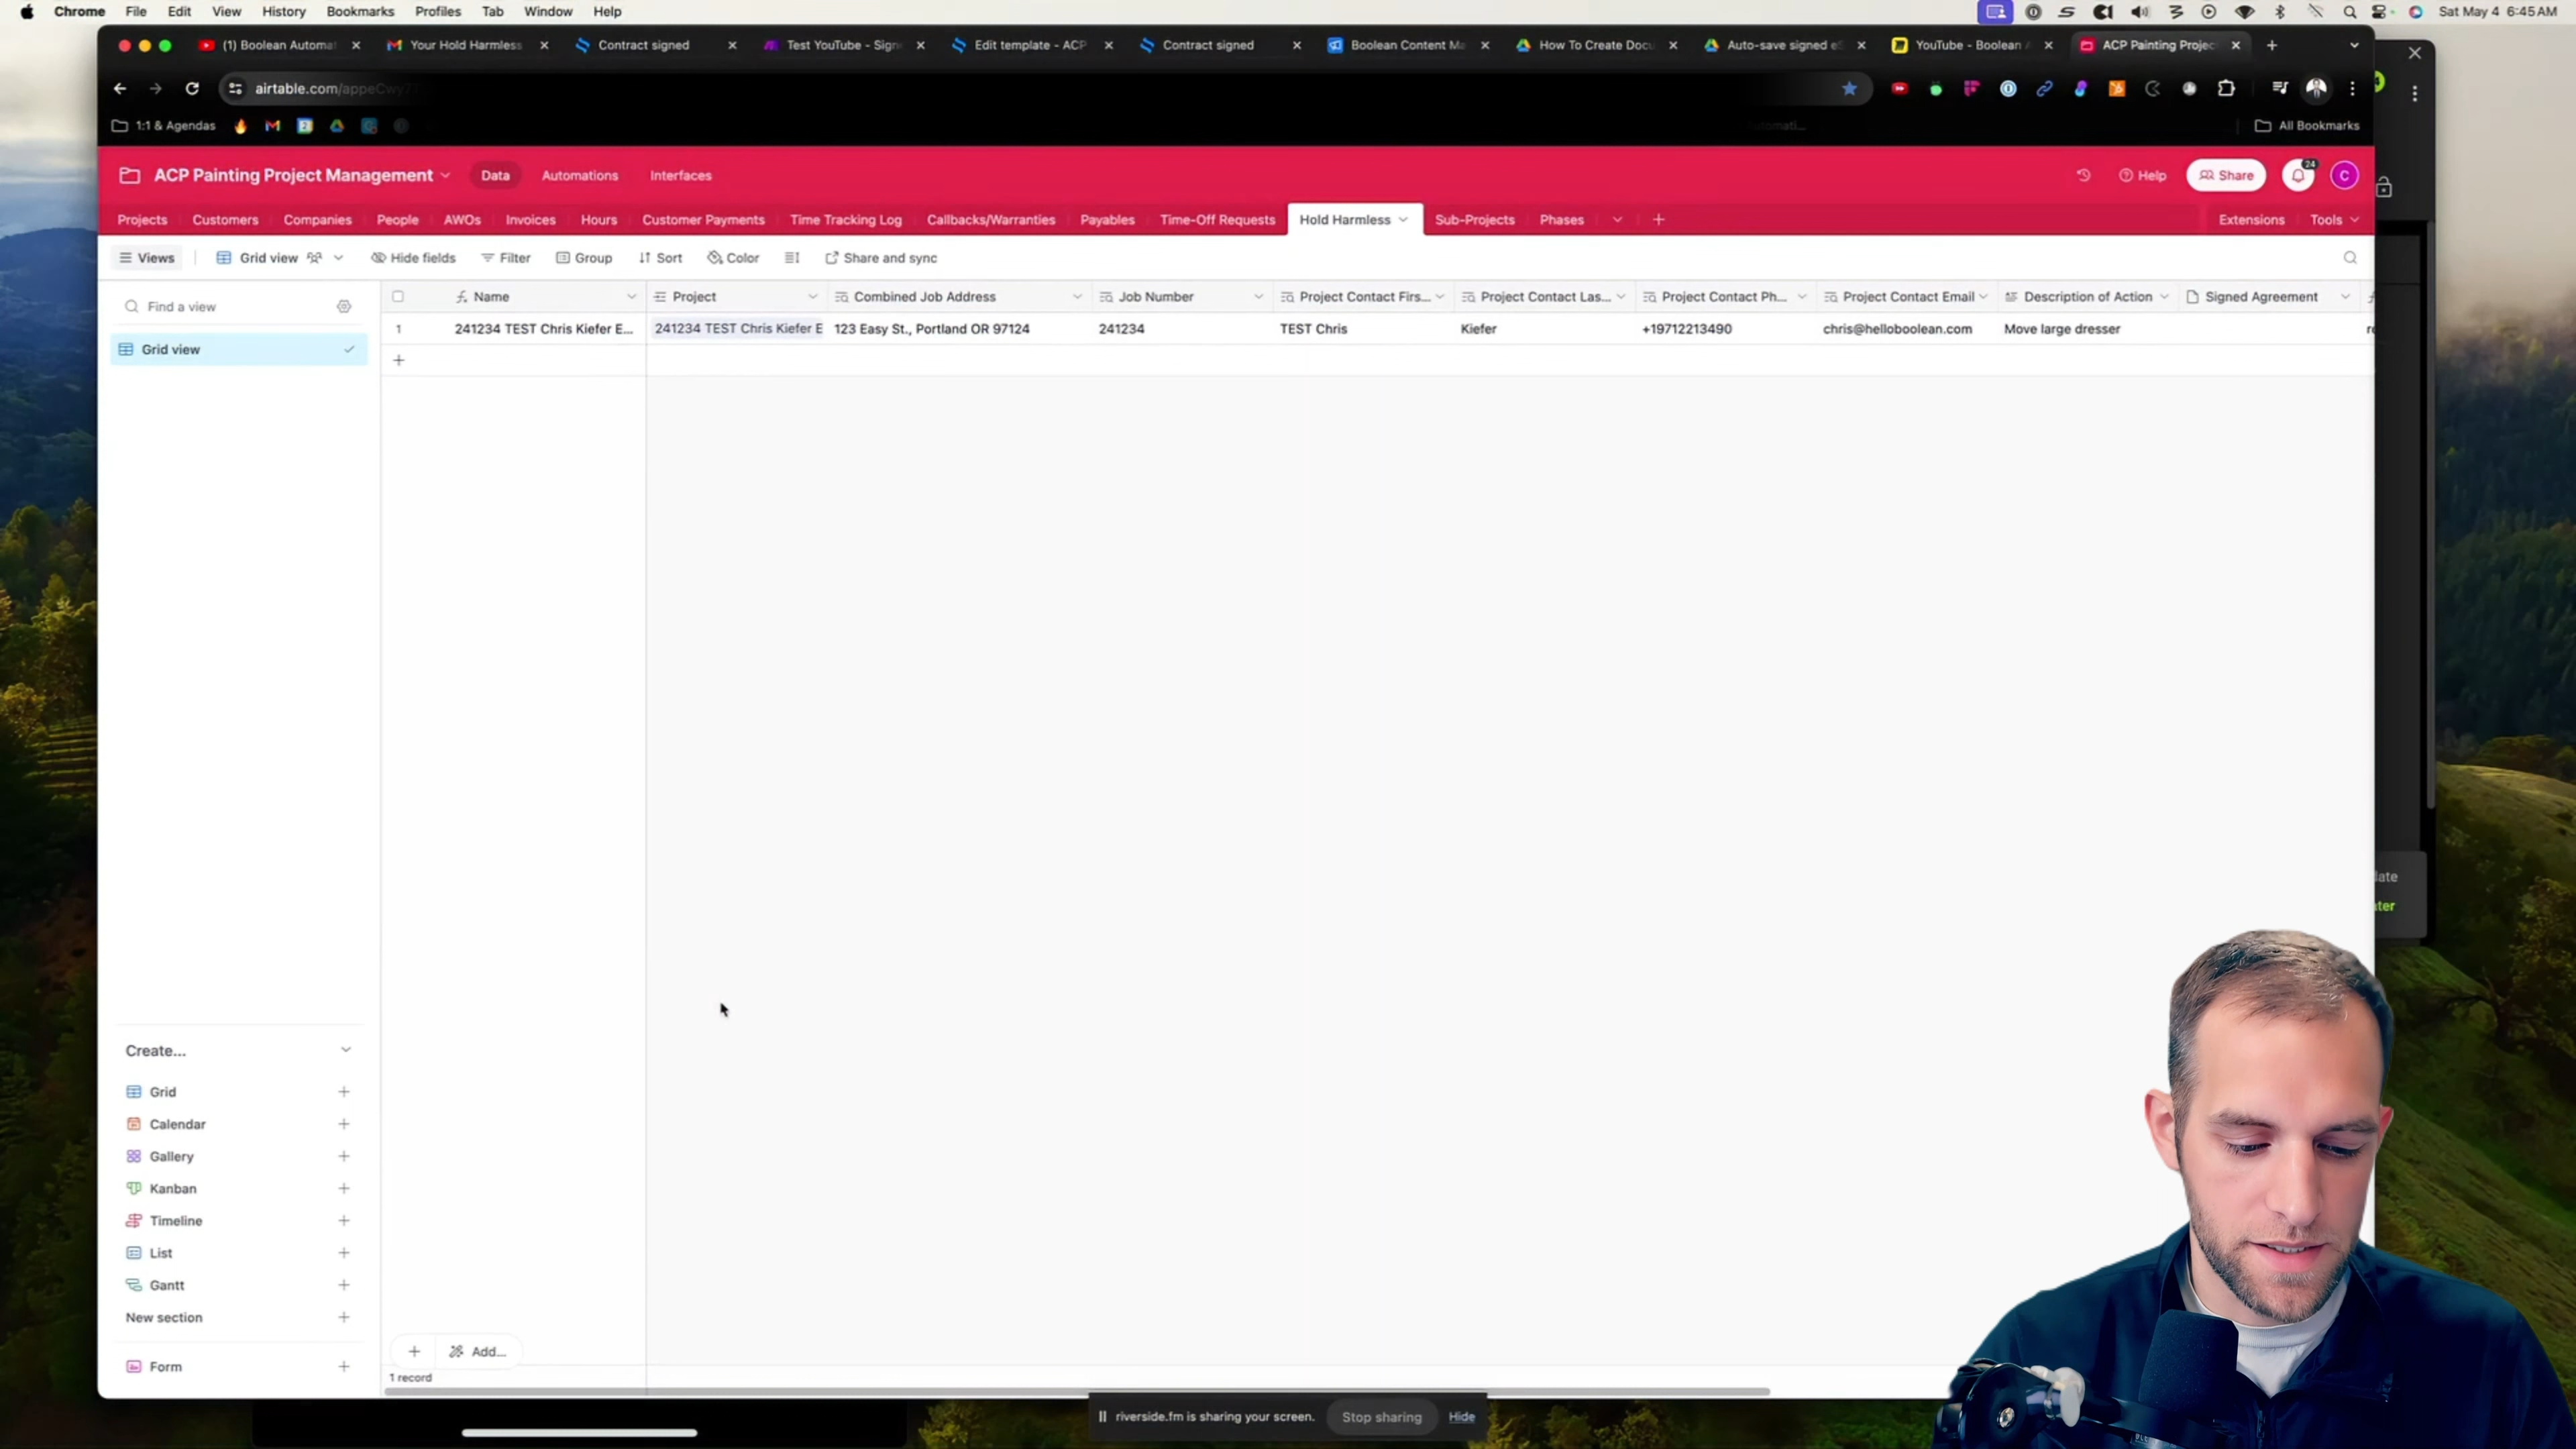 Chrome File Edit View History Bookmarks Profiles Tab Window Help Sat May 4 6:45 AM
(1) Boolean Automat Your Hold Harmless Contract signed Test YouTube - Sign Edit template - ACP Contract signed Boolean Content Ma How To Create Docu Auto-save signed eS YouTube - Boolean A ACP Painting Projec
airtable.com/appeCwy7
1:1 & Agendas All Bookmarks
ACP Painting Project Management Data Automations Interfaces Help Share 24 C
Projects Customers Companies People AWOs Invoices Hours Customer Payments Time Tracking Log Callbacks/Warranties Payables Time-Off Requests Hold Harmless Sub-Projects Phases Extensions Tools
Views Grid view Hide fields Filter Group Sort Color Share and sync
Find a view
Name Project Combined Job Address Job Number Project Contact Firs... Project Contact Las... Project Contact Ph... Project Contact Email Description of Action Signed Agreement
1 241234 TEST Chris Kiefer E... 241234 TEST Chris Kiefer E 123 Easy St., Portland OR 97124 241234 TEST Chris Kiefer +19712213490 chris@helloboolean.com Move large dresser
Grid view
Create...
Grid
Calendar
Gallery
Kanban
Timeline
List
Gantt
New section
Form
Add...
1 record
riverside.fm is sharing your screen. Stop sharing Hide